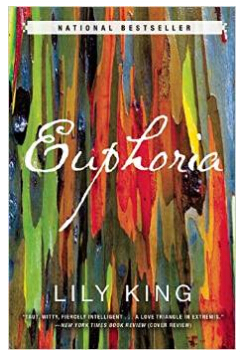 NATIONAL BESTSELLER
Euphoria
LILY KING
"TAUT, WITTY, FIERCELY INTELLIGENT . . . A LOVE TRIANGLE IN EXTREMIS."
—NEW YORK TIMES BOOK REVIEW (COVER REVIEW)